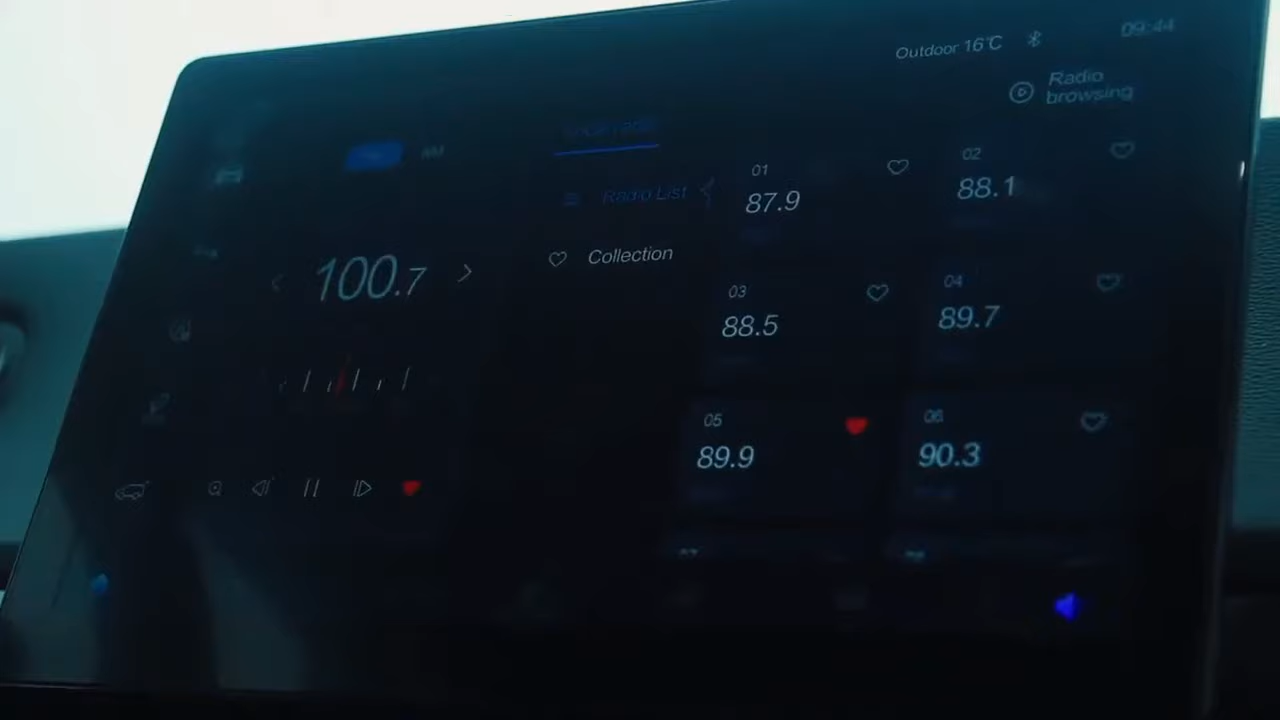 Outdoor 16℃
09:44
Radio
browsing
AM
Radio List
Collection
100.7
01
87.9
02
88.1
03
88.5
04
89.7
05
89.9
06
90.3